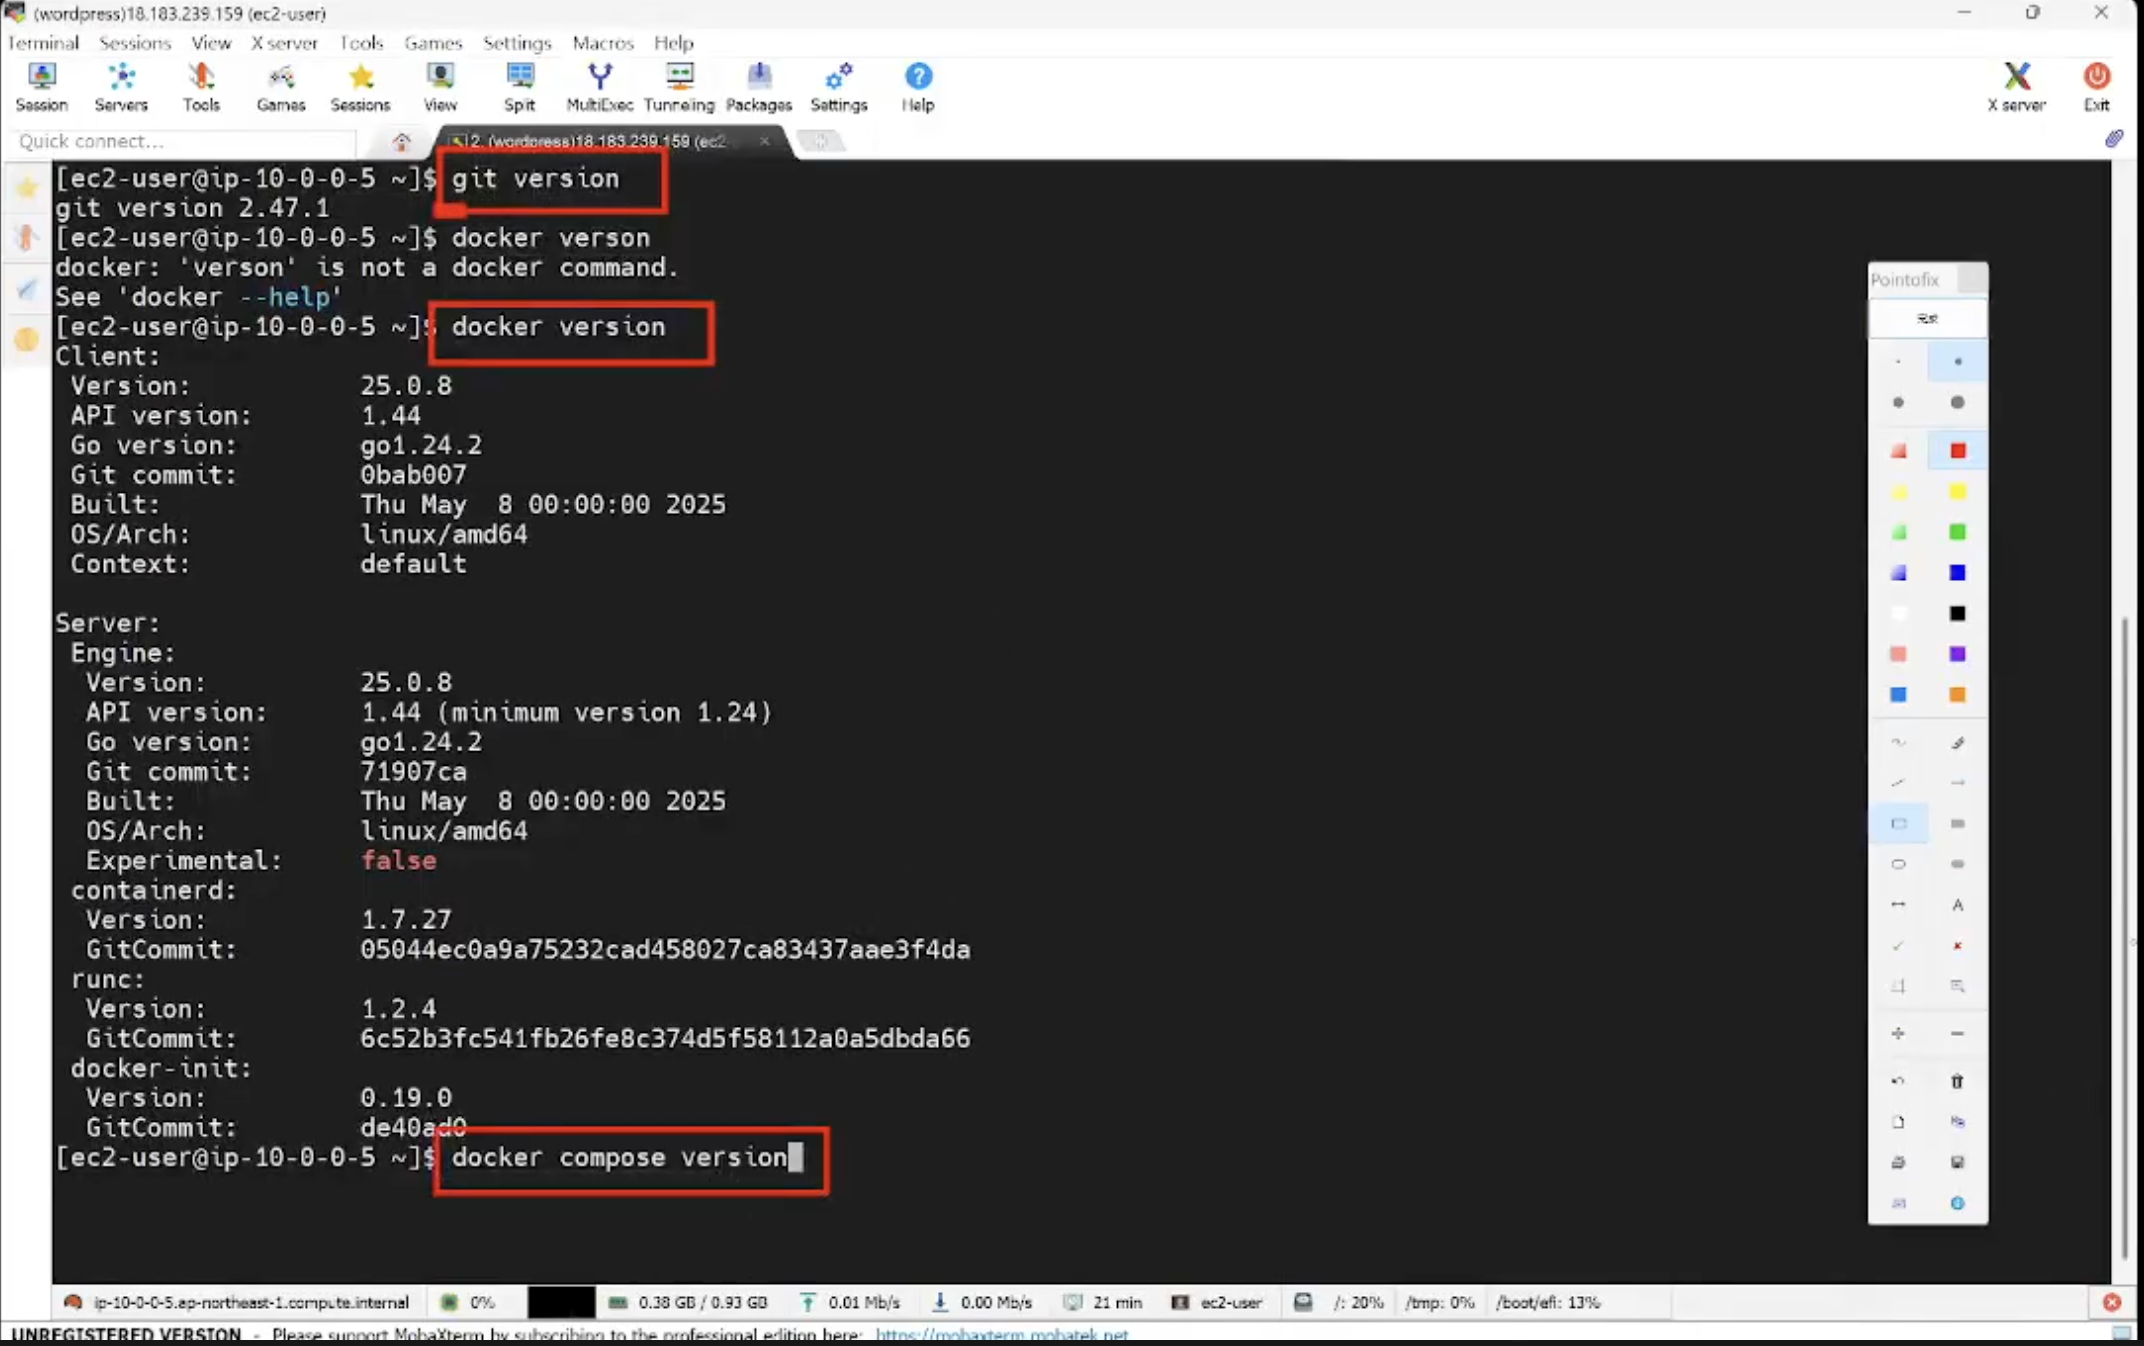 (wordpress)18.183.239.159 (ec2-user)
Terminal Sessions View X server Tools Games Settings Macros Help
Session Servers Tools Games Sessions View Split MultiExec Tunneling Packages Settings Help X server Exit
Quick connect...
2. (wordpress)18.183.239.159 (ec2-
[ec2-user@ip-10-0-0-5 ~]$ git version
git version 2.47.1
[ec2-user@ip-10-0-0-5 ~]$ docker verson
docker: 'verson' is not a docker command.
See 'docker --help'
[ec2-user@ip-10-0-0-5 ~]$ docker version
Client:
Version: 25.0.8
API version: 1.44
Go version: go1.24.2
Git commit: 0bab007
Built: Thu May 8 00:00:00 2025
OS/Arch: linux/amd64
Context: default
Server:
Engine:
Version: 25.0.8
API version: 1.44 (minimum version 1.24)
Go version: go1.24.2
Git commit: 71907ca
Built: Thu May 8 00:00:00 2025
OS/Arch: linux/amd64
Experimental: false
containerd:
Version: 1.7.27
GitCommit: 05044ec0a9a75232cad458027ca83437aae3f4da
runc:
Version: 1.2.4
GitCommit: 6c52b3fc541fb26fe8c374d5f58112a0a5dbda66
docker-init:
Version: 0.19.0
GitCommit: de40ad0
[ec2-user@ip-10-0-0-5 ~]$ docker compose version
Pointofix
A
ip-10-0-0-5.ap-northeast-1.compute.internal 0% 0.38 GB / 0.93 GB 0.01 Mb/s 0.00 Mb/s 21 min ec2-user /: 20% /tmp: 0% /boot/efi: 13%
UNREGISTERED VERSION - Please support MobaXterm by subscribing to the professional edition here: https://mobaxterm.mobatek.net